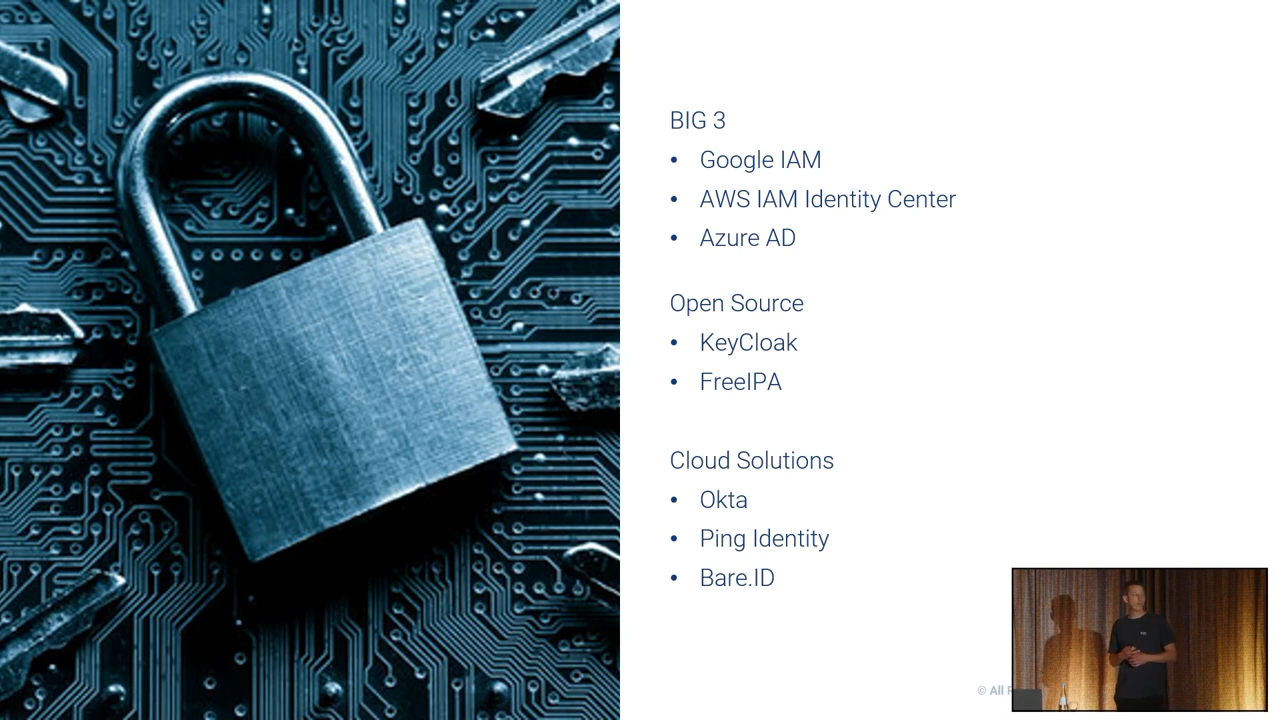 BIG 3
• Google IAM
• AWS IAM Identity Center
• Azure AD
Open Source
• KeyCloak
• FreeIPA
Cloud Solutions
• Okta
• Ping Identity
• Bare.ID
© All